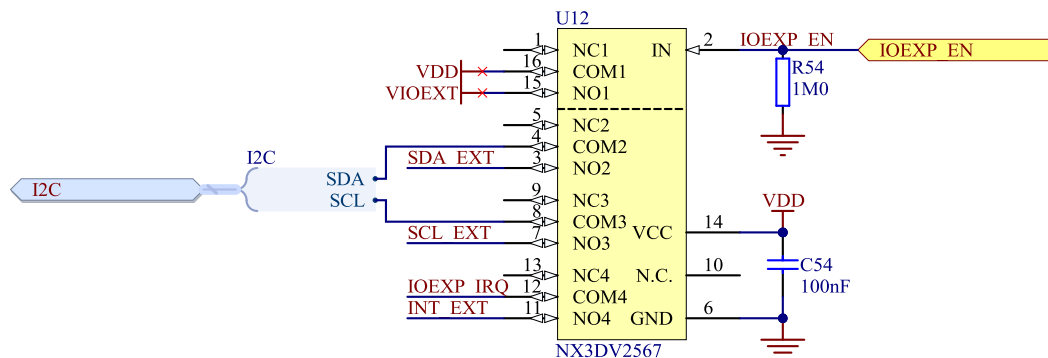 U12
1 NC1 IN 2 IOEXP_EN IOEXP_EN
VDD 16 COM1 R54
VIOEXT 15 NO1 1M0
5 NC2
4 COM2
I2C SDA_EXT 3 NO2
I2C SDA
SCL 9 NC3 VDD
8 COM3
SCL_EXT 7 NO3 VCC 14
13 NC4 N.C. 10 C54
IOEXP_IRQ 12 COM4 100nF
INT_EXT 11 NO4 GND 6
NX3DV2567